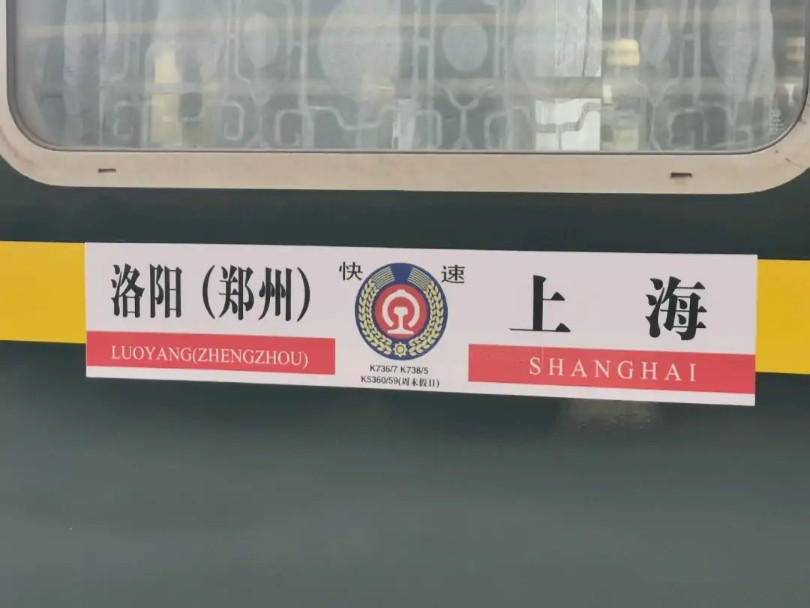 洛阳（郑州）
LUOYANG(ZHENGZHOU)
快 速
K736/7 K738/5
K5360/59(周末假日)
上 海
SHANGHAI